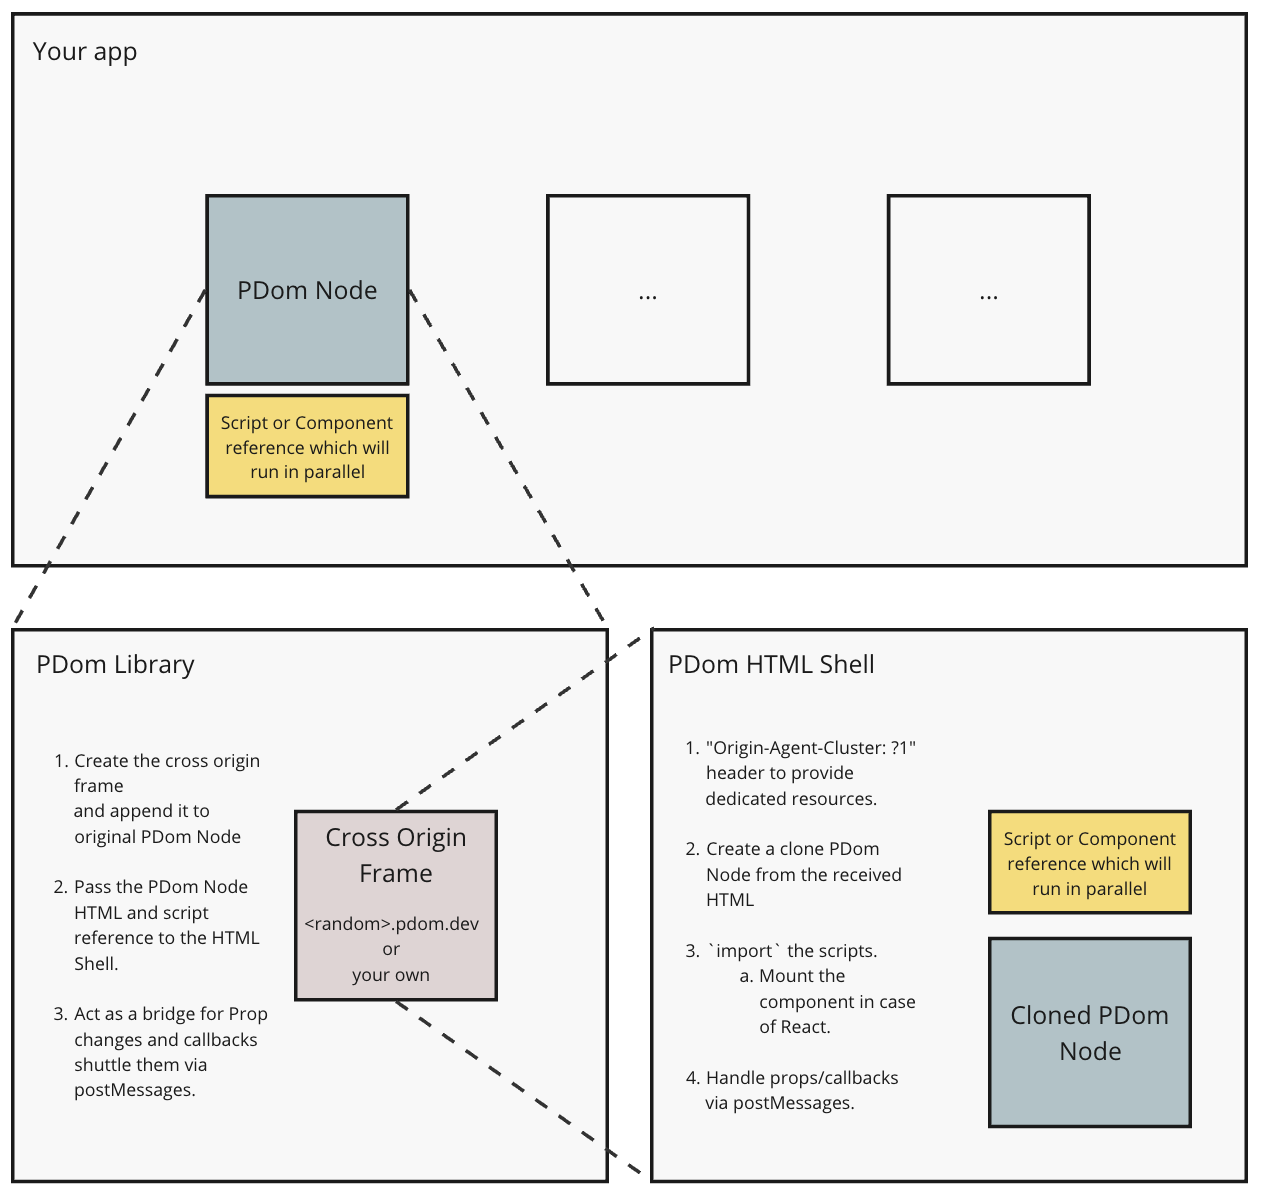 Your app
PDom Node
...
...
Script or Component
reference which will
run in parallel
PDom Library
1. Create the cross origin
frame
and append it to
original PDom Node
2. Pass the PDom Node
HTML and script
reference to the HTML
Shell.
3. Act as a bridge for Prop
changes and callbacks
shuttle them via
postMessages.
Cross Origin
Frame
<random>.pdom.dev
or
your own
PDom HTML Shell
1. "Origin-Agent-Cluster: ?1"
header to provide
dedicated resources.
2. Create a clone PDom
Node from the received
HTML
3. `import` the scripts.
a. Mount the
component in case
of React.
4. Handle props/callbacks
via postMessages.
Script or Component
reference which will
run in parallel
Cloned PDom
Node